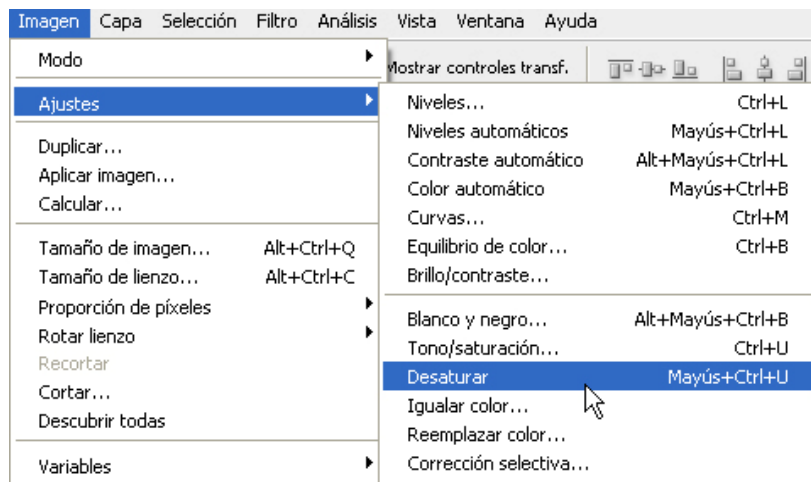 Imagen Capa Selección Filtro Análisis Vista Ventana Ayuda
Modo
Mostrar controles transf.
Ajustes
Duplicar...
Aplicar imagen...
Calcular...
Tamaño de imagen... Alt+Ctrl+Q
Tamaño de lienzo... Alt+Ctrl+C
Proporción de píxeles
Rotar lienzo
Recortar
Cortar...
Descubrir todas
Variables
Niveles... Ctrl+L
Niveles automáticos Mayús+Ctrl+L
Contraste automático Alt+Mayús+Ctrl+L
Color automático Mayús+Ctrl+B
Curvas... Ctrl+M
Equilibrio de color... Ctrl+B
Brillo/contraste...
Blanco y negro... Alt+Mayús+Ctrl+B
Tono/saturación... Ctrl+U
Desaturar Mayús+Ctrl+U
Igualar color...
Reemplazar color...
Corrección selectiva...